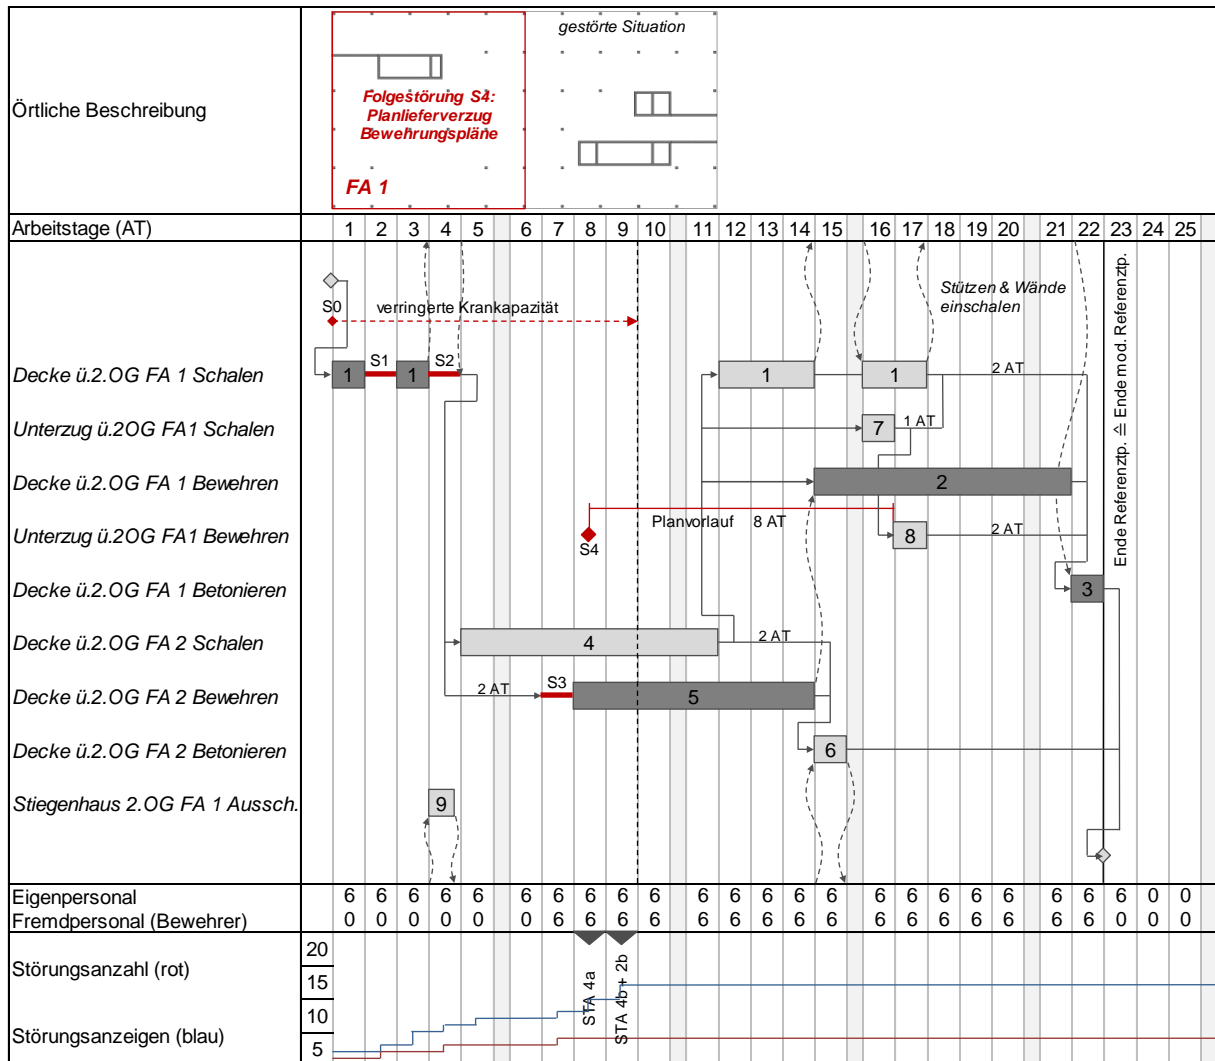 gestörte Situation
Örtliche Beschreibung
Folgestörung S4:
Planlieferverzug
Bewehrungspläne
FA 1
Arbeitstage (AT) 1 2 3 4 5 6 7 8 9 10 11 12 13 14 15 16 17 18 19 20 21 22 23 24 25
S0 verringerte Krankapazität
Stützen & Wände
einschalen
Ende Referenztp. ≙ Ende mod. Referenztp.
Decke ü.2.OG FA 1 Schalen 1 S1 1 S2 1 1 2 AT
Unterzug ü.2OG FA1 Schalen 7 1 AT
Decke ü.2.OG FA 1 Bewehren 2
Planvorlauf 8 AT
Unterzug ü.2OG FA1 Bewehren S4 8 2 AT
Decke ü.2.OG FA 1 Betonieren 3
Decke ü.2.OG FA 2 Schalen 4 2 AT
Decke ü.2.OG FA 2 Bewehren 2 AT S3 5
Decke ü.2.OG FA 2 Betonieren 6
Stiegenhaus 2.OG FA 1 Aussch. 9
Eigenpersonal 6 6 6 6 6 6 6 6 6 6 6 6 6 6 6 6 6 6 6 6 6 6 6 0 0
Fremdpersonal (Bewehrer) 0 0 0 0 0 0 6 6 6 6 6 6 6 6 6 6 6 6 6 6 6 6 0 0 0
STA 4a
STA 4b + 2b
20
Störungsanzahl (rot)
15
10
Störungsanzeigen (blau)
5